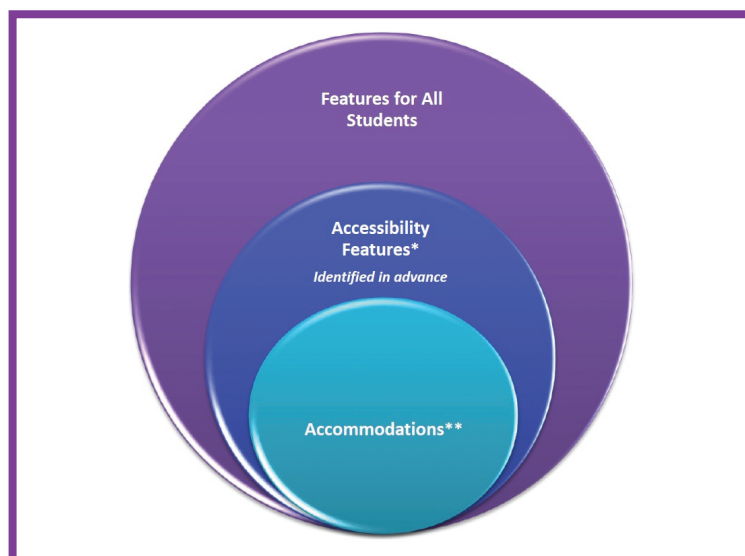 Features for All
Students
Accessibility
Features*
Identified in advance
Accommodations**